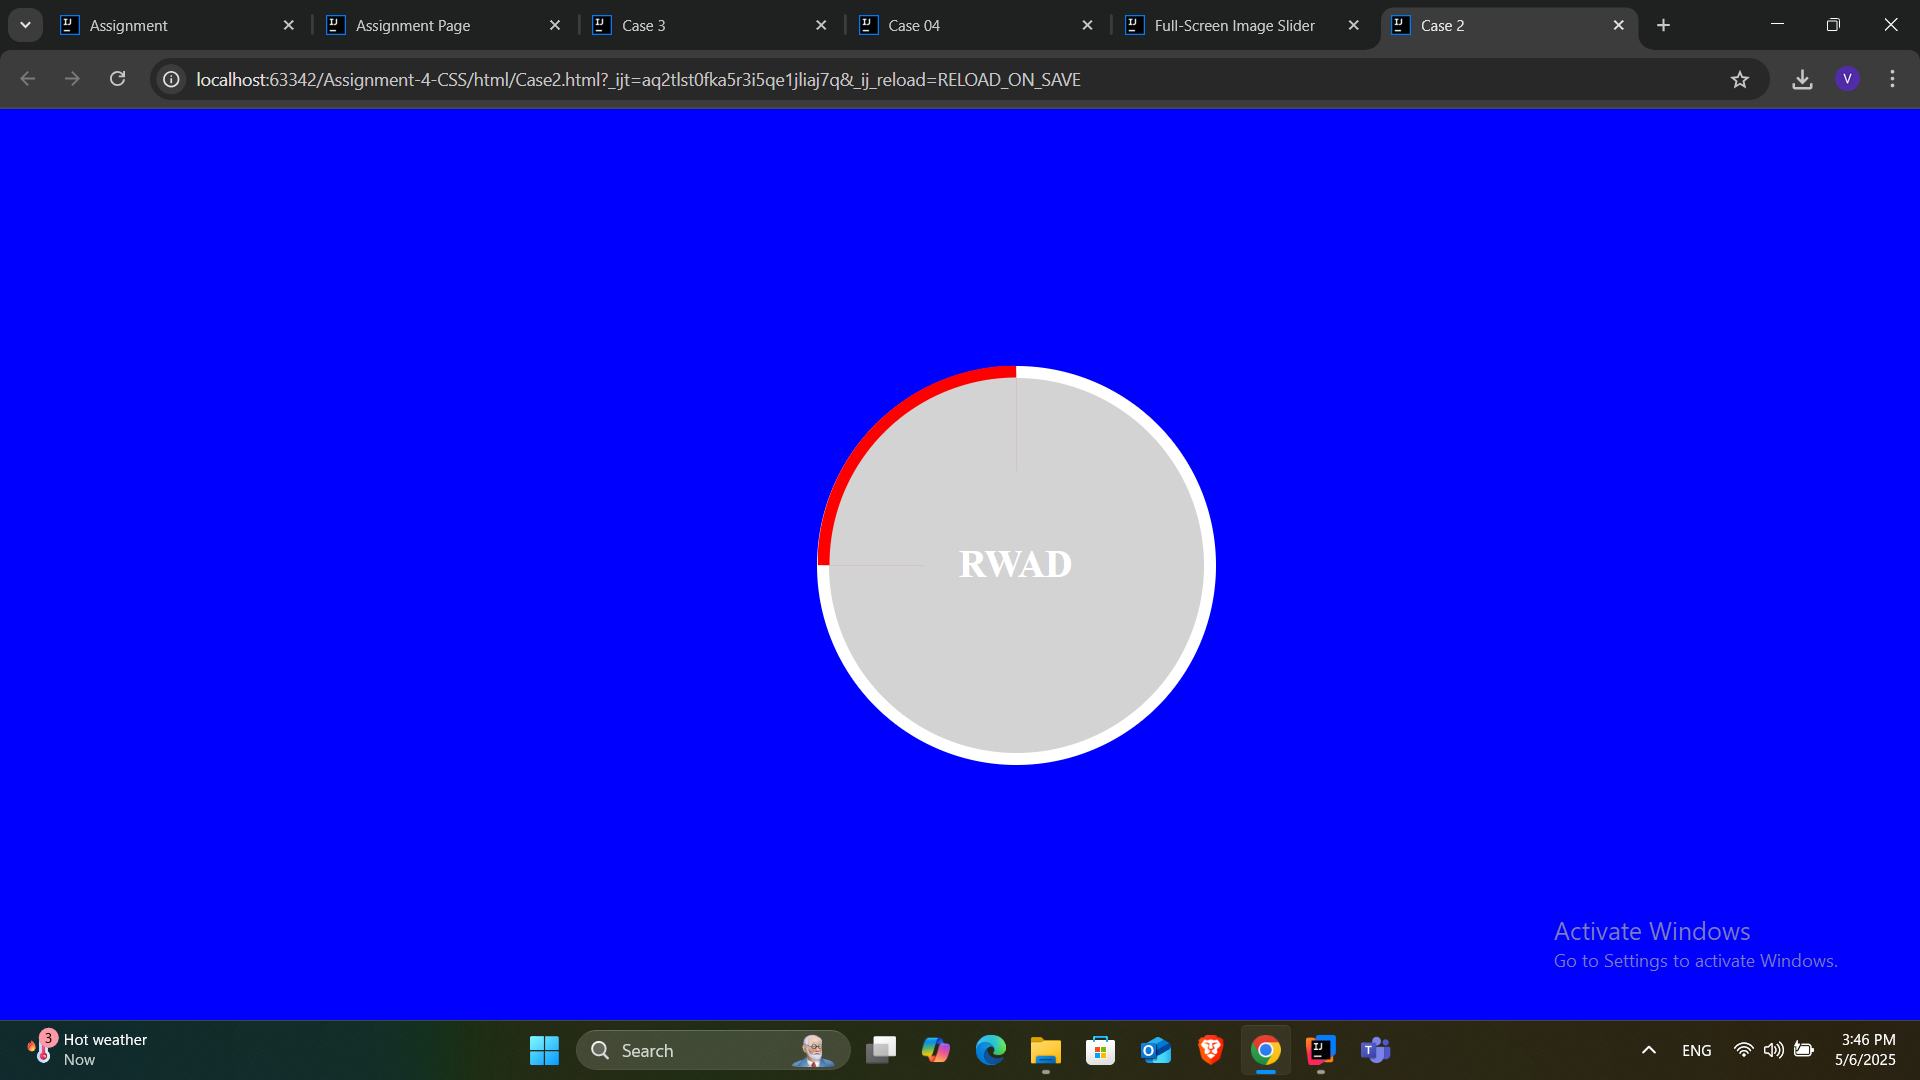 Assignment
Assignment Page
Case 3
Case 04
Full-Screen Image Slider
Case 2
localhost:63342/Assignment-4-CSS/html/Case2.html?_ijt=aq2tlst0fka5r3i5qe1jliaj7q&_ij_reload=RELOAD_ON_SAVE
V
RWAD
Activate Windows
Go to Settings to activate Windows.
3
Hot weather
Now
Search
ENG
3:46 PM
5/6/2025